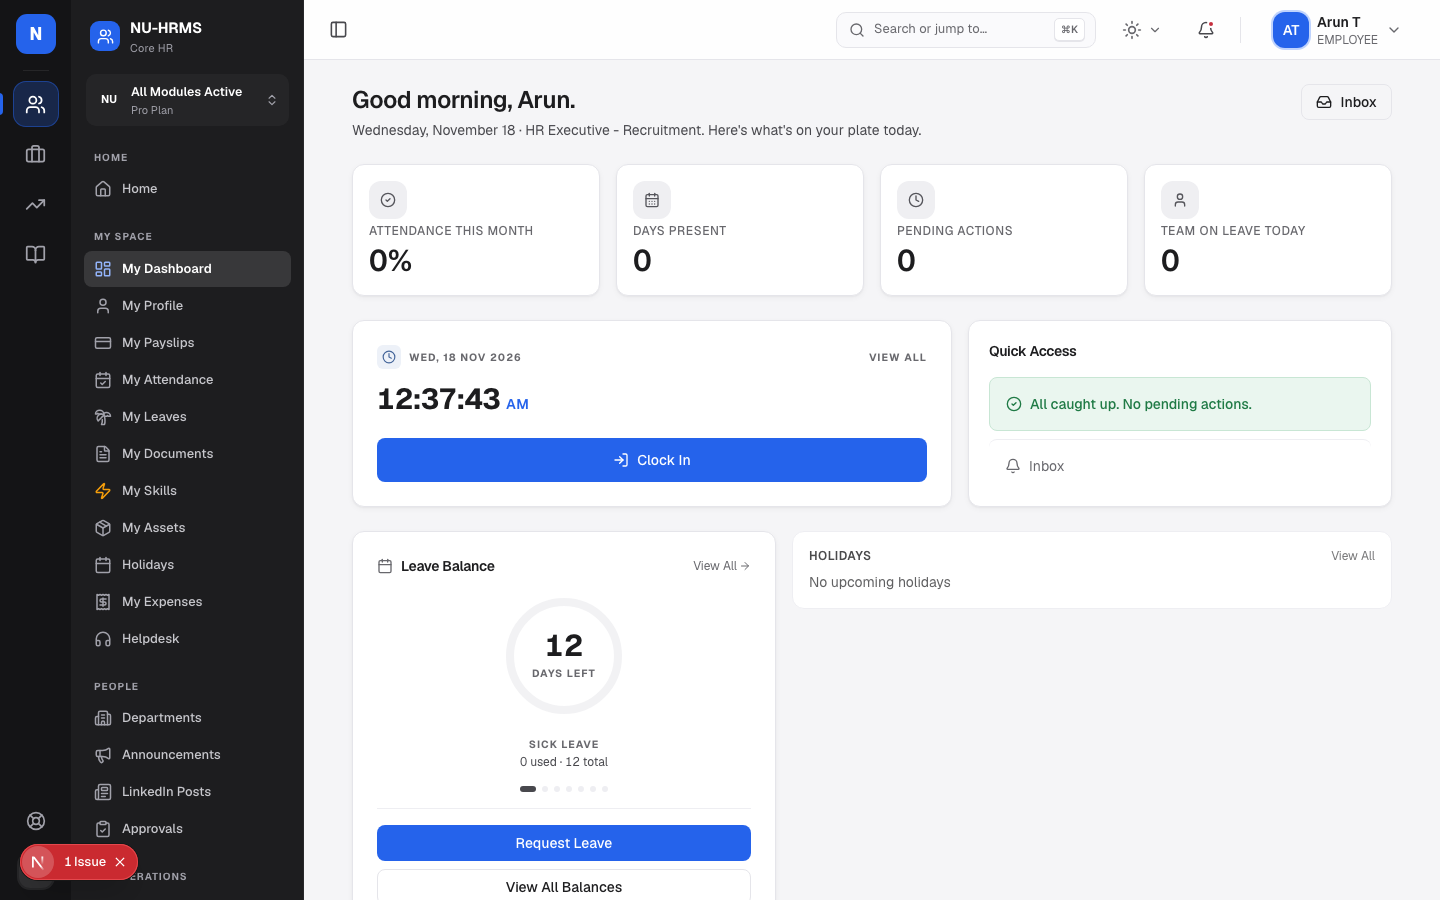 N
NU-HRMS
Core HR
NU
All Modules Active
Pro Plan
HOME
Home
MY SPACE
My Dashboard
My Profile
My Payslips
My Attendance
My Leaves
My Documents
My Skills
My Assets
Holidays
My Expenses
Helpdesk
PEOPLE
Departments
Announcements
LinkedIn Posts
Approvals
N 1 Issue
ERATIONS
Search or jump to...
⌘K
AT
Arun T
EMPLOYEE
Good morning, Arun.
Wednesday, November 18 · HR Executive - Recruitment. Here's what's on your plate today.
Inbox
ATTENDANCE THIS MONTH
0%
DAYS PRESENT
0
PENDING ACTIONS
0
TEAM ON LEAVE TODAY
0
WED, 18 NOV 2026
VIEW ALL
12:37:43 AM
Clock In
Quick Access
All caught up. No pending actions.
Inbox
Leave Balance
View All →
12
DAYS LEFT
SICK LEAVE
0 used · 12 total
Request Leave
View All Balances
HOLIDAYS
View All
No upcoming holidays